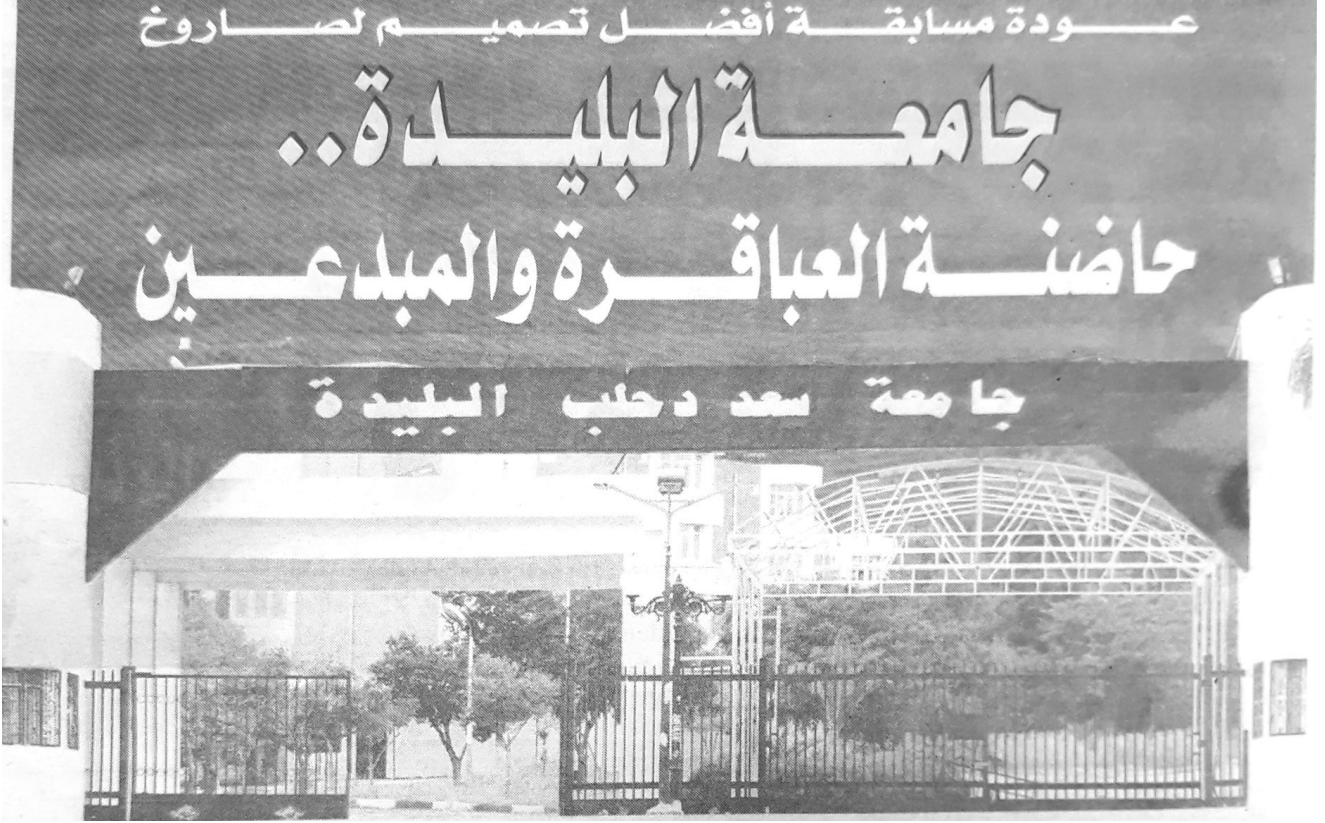 عودة مسابقة أفضل تصميم لصاروخ
جامعة البليدة..
حاضنة العباقرة والمبدعين
جامعة سعد دحلب البليدة